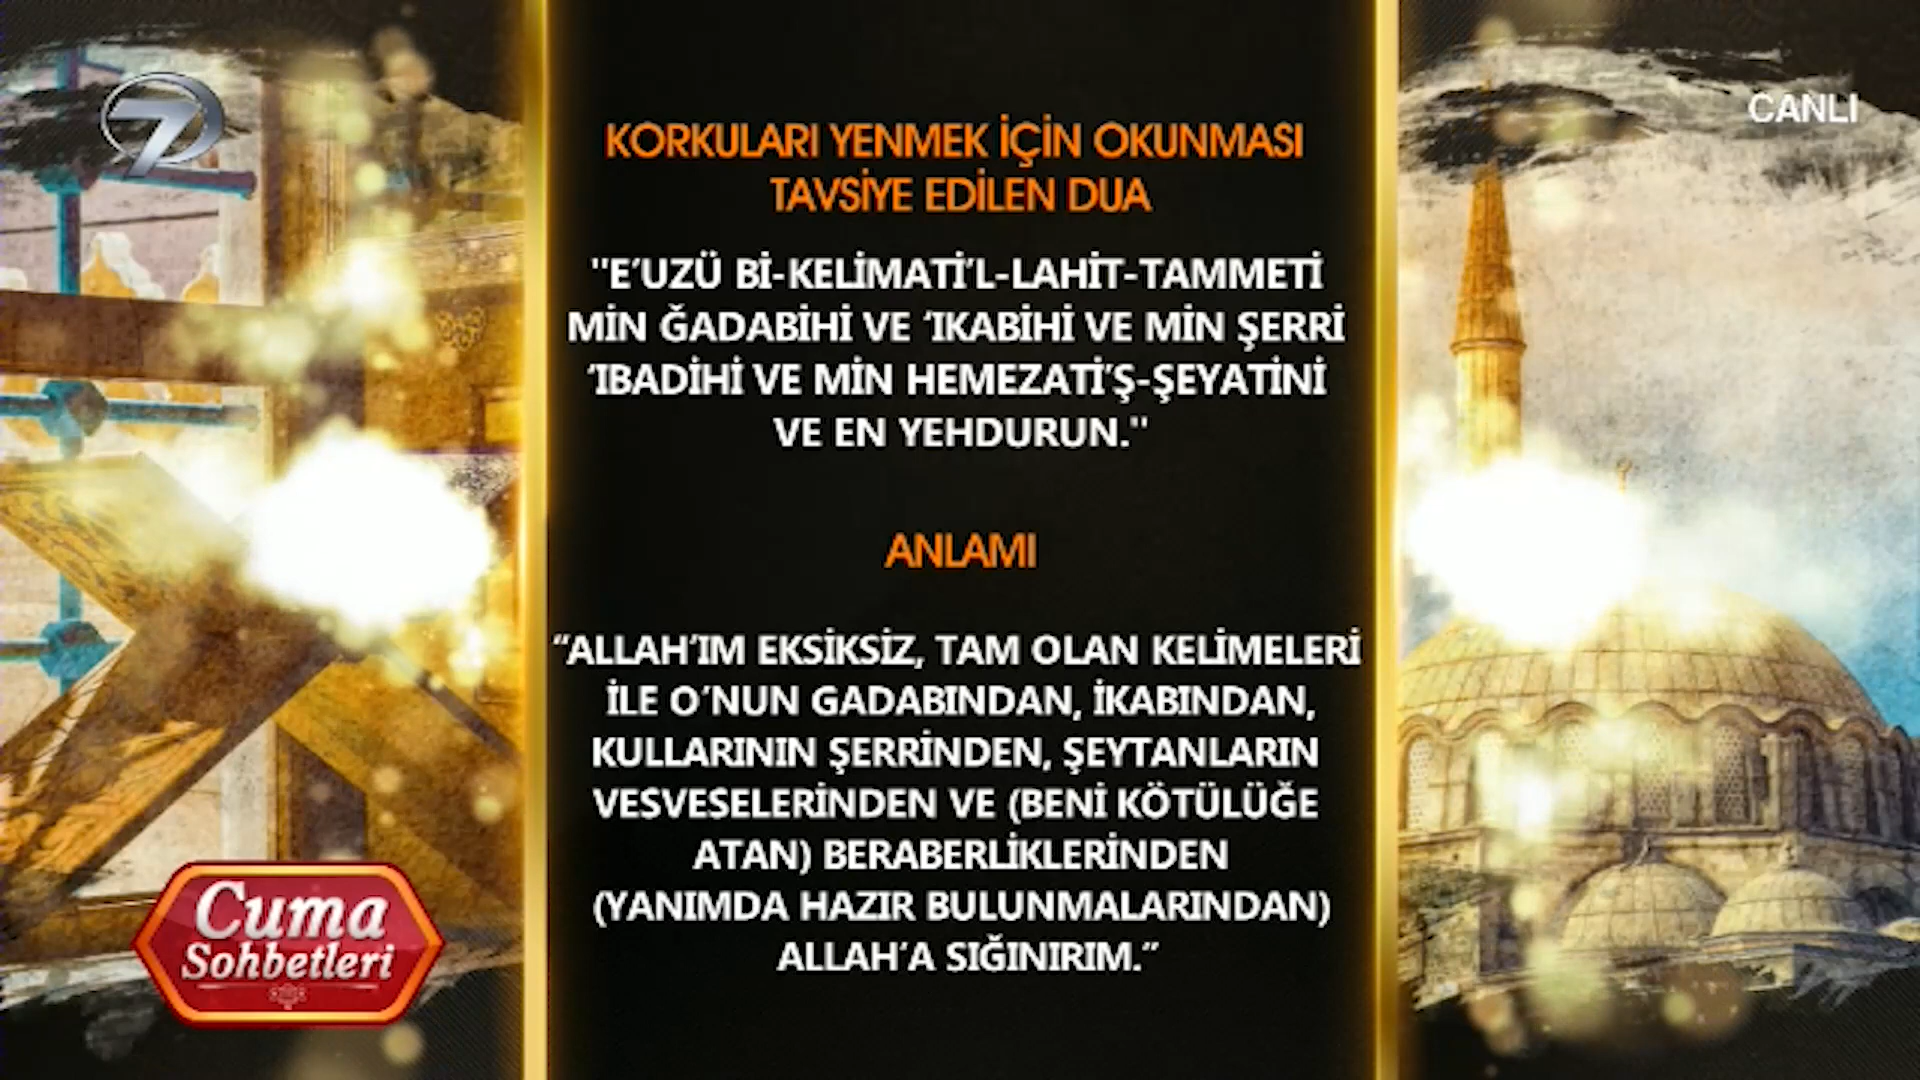 7
CANLI
KORKULARI YENMEK İÇİN OKUNMASI
TAVSİYE EDİLEN DUA
"E'UZÜ Bİ-KELİMATİ'L-LAHİT-TAMMETİ
MİN ĞADABİHİ VE 'IKABİHİ VE MİN ŞERRİ
'IBADİHİ VE MİN HEMEZATİ'Ş-ŞEYATİNİ
VE EN YEHDURUN."
ANLAMI
“ALLAH'IM EKSİKSİZ, TAM OLAN KELİMELERİ
İLE O'NUN GADABINDAN, İKABINDAN,
KULLARININ ŞERRİNDEN, ŞEYTANLARIN
VESVESELERİNDEN VE (BENİ KÖTÜLÜĞE
ATAN) BERABERLİKLERİNDEN
(YANIMDA HAZIR BULUNMALARINDAN)
ALLAH'A SIĞINIRIM.”
Cuma
Sohbetleri